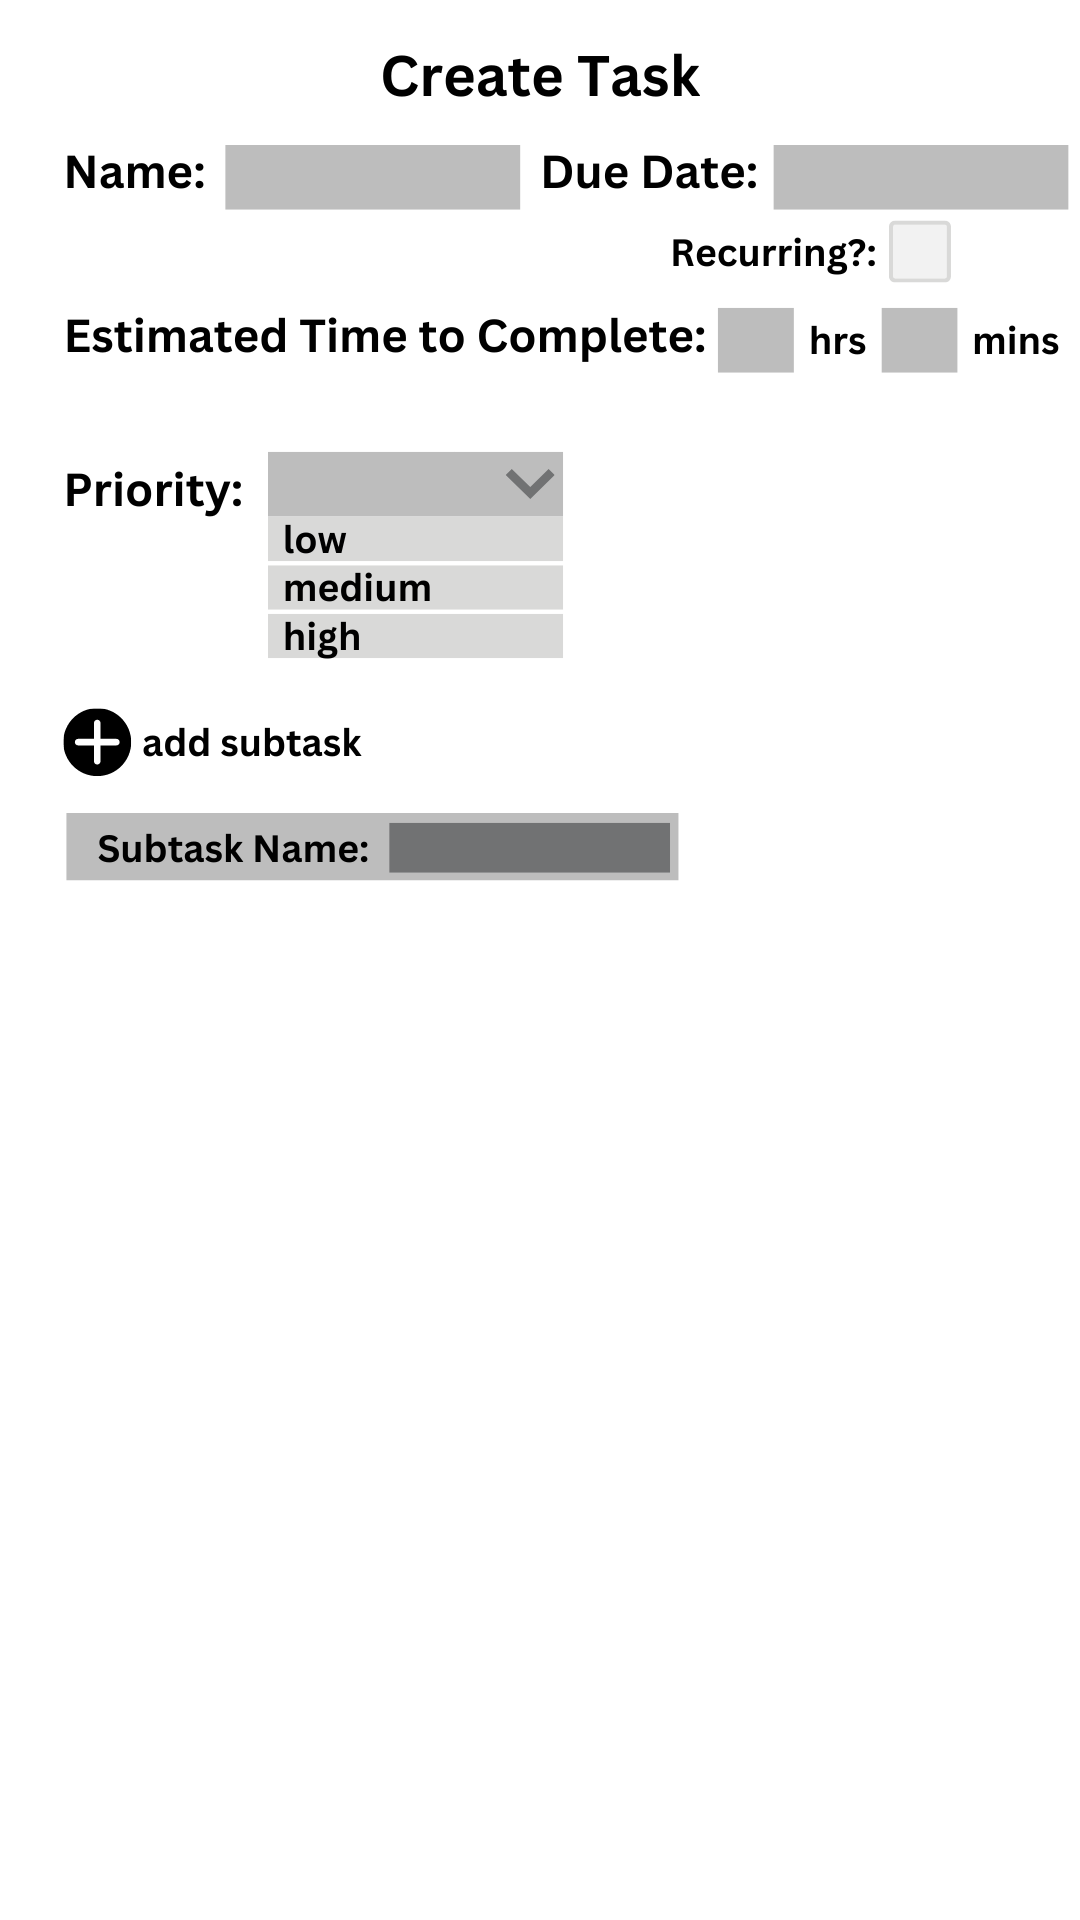 Create Task
Name: Due Date:
Recurring?:
Estimated Time to Complete: hrs mins
Priority:
low
medium
high
add subtask
Subtask Name: